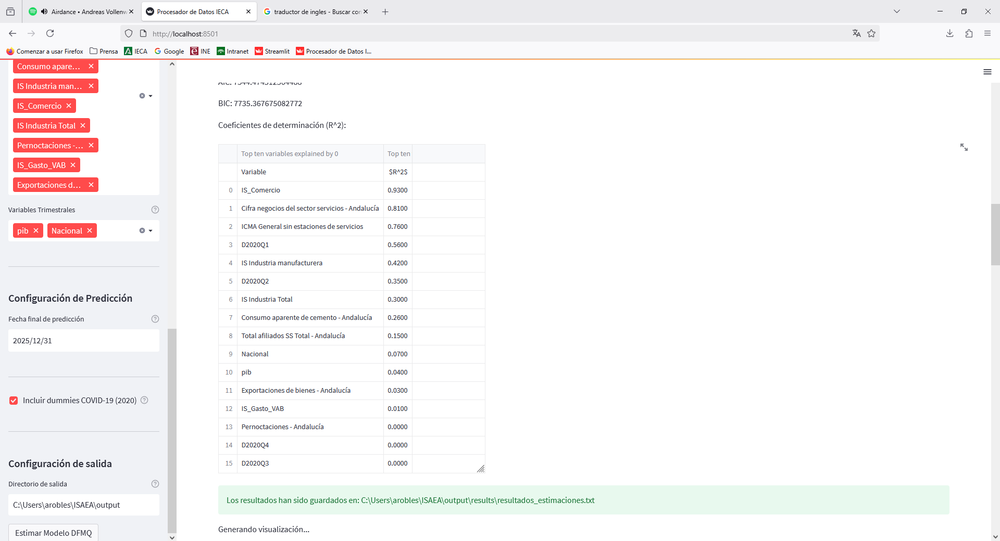 Airdance • Andreas Vollenw
Procesador de Datos IECA
traductor de ingles - Buscar con
http://localhost:8501
Comenzar a usar Firefox
Prensa
IECA
Google
INE
Intranet
Streamlit
Procesador de Datos I...
Consumo apare...
IS Industria man...
IS_Comercio
IS Industria Total
Pernoctaciones -...
IS_Gasto_VAB
Exportaciones d...
Variables Trimestrales
pib
Nacional
Configuración de Predicción
Fecha final de predicción
2025/12/31
Incluir dummies COVID-19 (2020)
Configuración de salida
Directorio de salida
C:\Users\arobles\ISAEA\output
Estimar Modelo DFMQ
BIC: 7735.367675082772
Coeficientes de determinación (R^2):
Top ten variables explained by 0 Top ten
Variable $R^2$
0 IS_Comercio 0.9300
1 Cifra negocios del sector servicios - Andalucía 0.8100
2 ICMA General sin estaciones de servicios 0.7600
3 D2020Q1 0.5600
4 IS Industria manufacturera 0.4200
5 D2020Q2 0.3500
6 IS Industria Total 0.3000
7 Consumo aparente de cemento - Andalucía 0.2600
8 Total afiliados SS Total - Andalucía 0.1500
9 Nacional 0.0700
10 pib 0.0400
11 Exportaciones de bienes - Andalucía 0.0300
12 IS_Gasto_VAB 0.0100
13 Pernoctaciones - Andalucía 0.0000
14 D2020Q4 0.0000
15 D2020Q3 0.0000
Los resultados han sido guardados en: C:\Users\arobles\ISAEA\output\results\resultados_estimaciones.txt
Generando visualización...